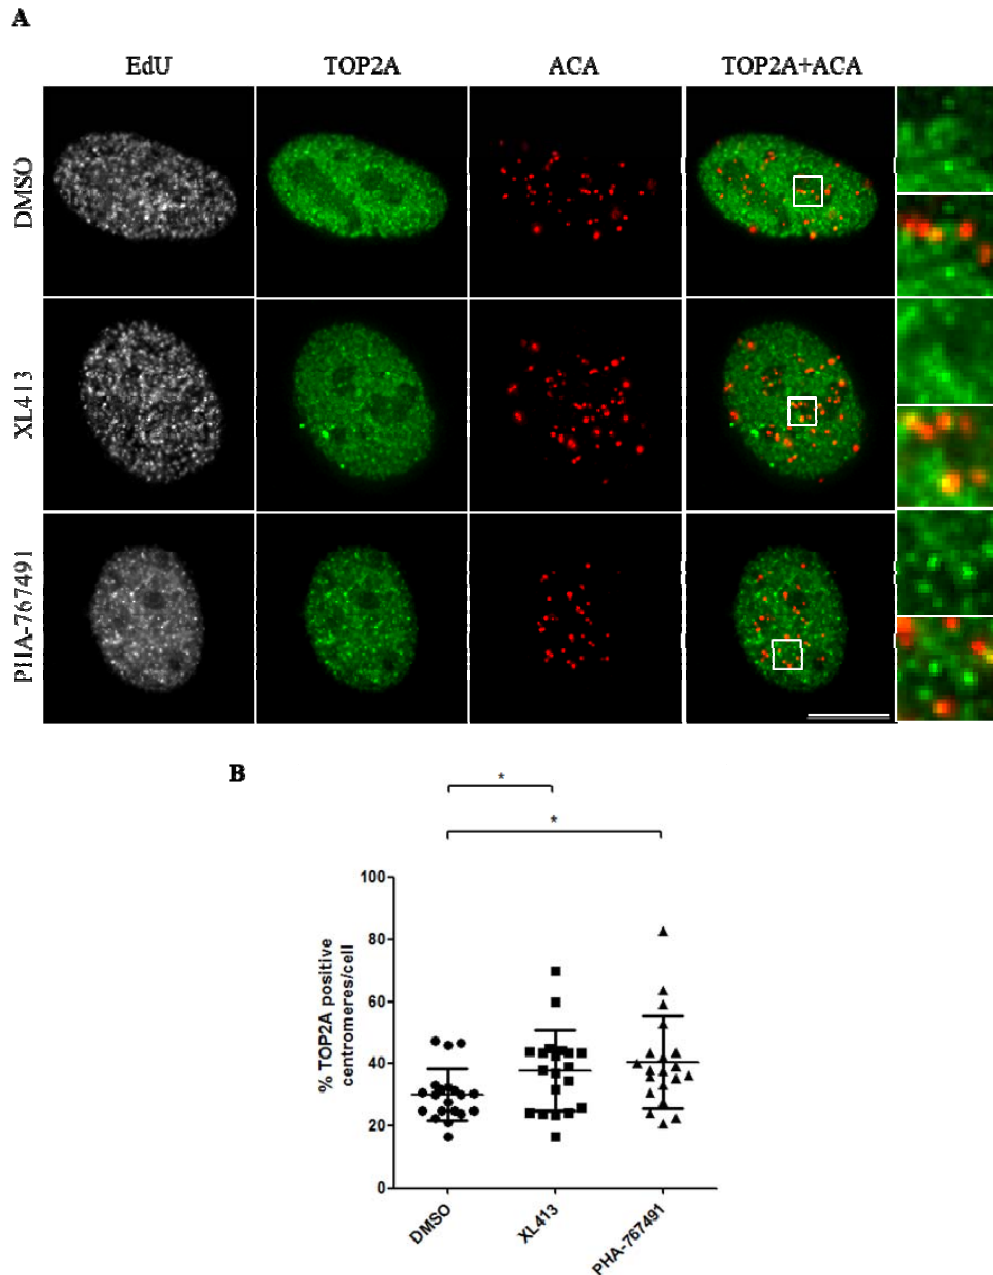 A
EdU TOP2A ACA TOP2A+ACA
DMSO
XL413
PHA-767491
B
*
*
100
80
60
40
20
0
% TOP2A positive
centromeres/cell
DMSO
XL413
PHA-767491